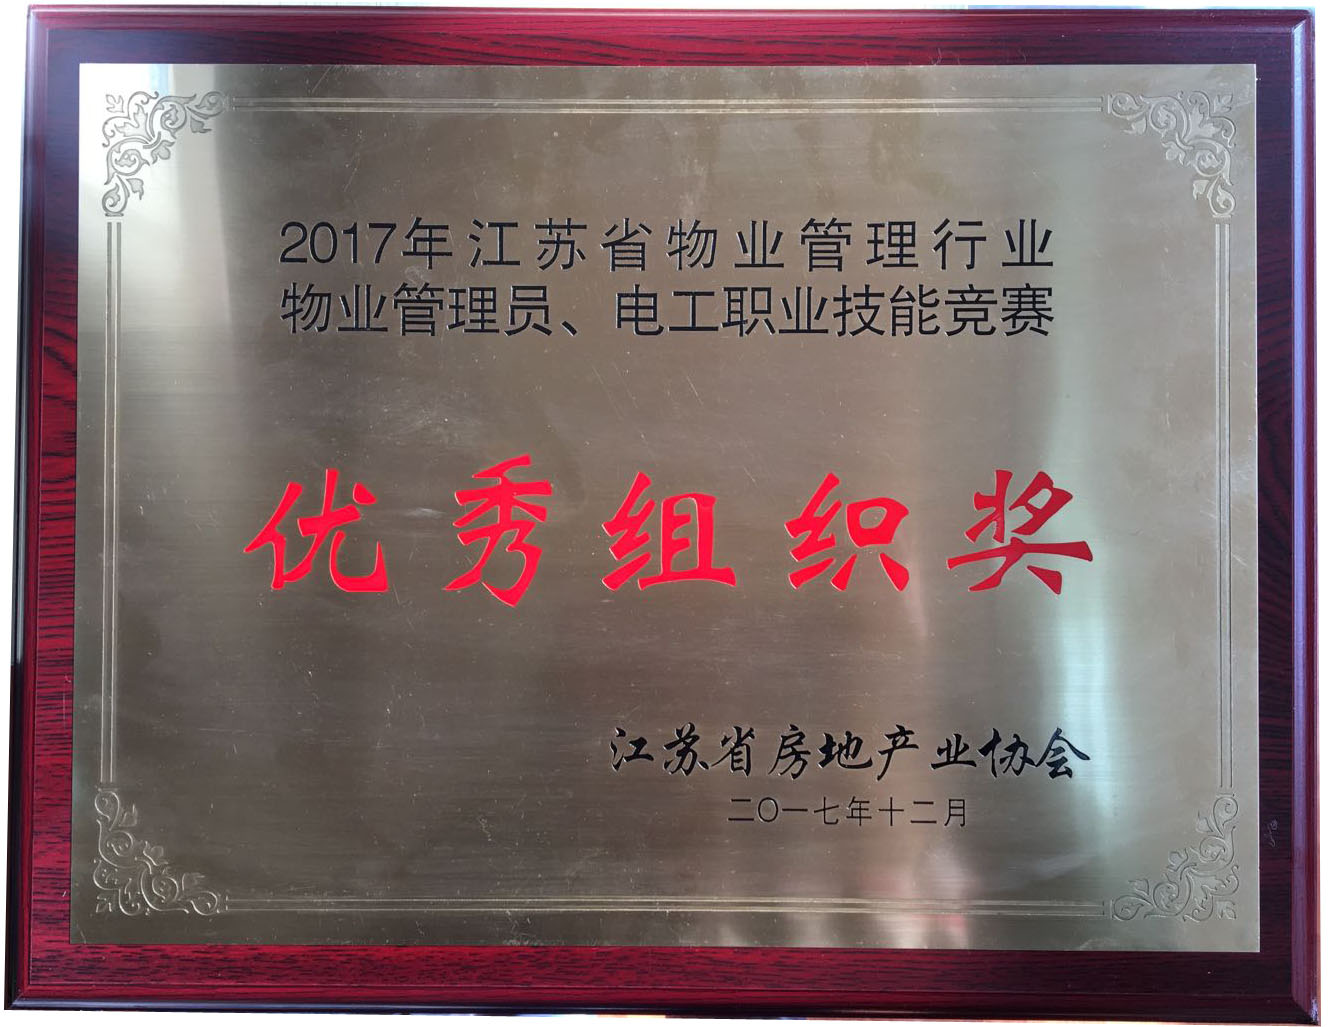 2017年江苏省物业管理行业
物业管理员、电工职业技能竞赛
优秀组织奖
江苏省房地产业协会
二〇一七年十二月